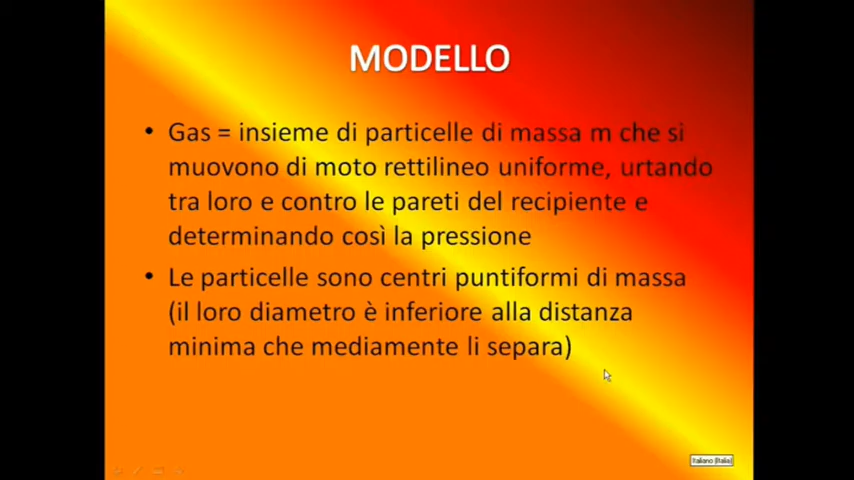 MODELLO
• Gas = insieme di particelle di massa m che si
muovono di moto rettilineo uniforme, urtando
tra loro e contro le pareti del recipiente e
determinando così la pressione
• Le particelle sono centri puntiformi di massa
(il loro diametro è inferiore alla distanza
minima che mediamente li separa)
Italiano (Italia)